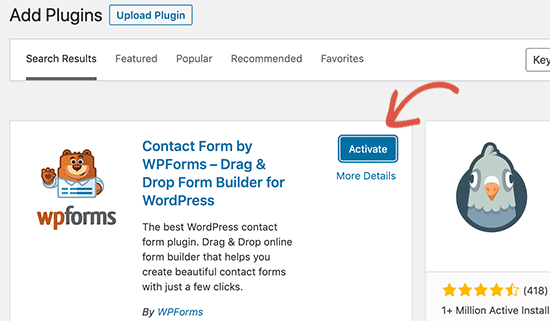 Add Plugins
Upload Plugin
Search Results
Featured
Popular
Recommended
Favorites
Key
Contact Form by
WPForms – Drag &
Drop Form Builder for
WordPress
Activate
More Details
wpforms
The best WordPress contact
form plugin. Drag & Drop online
form builder that helps you
create beautiful contact forms
with just a few clicks.
By WPForms
(418)
1+ Million Active Install